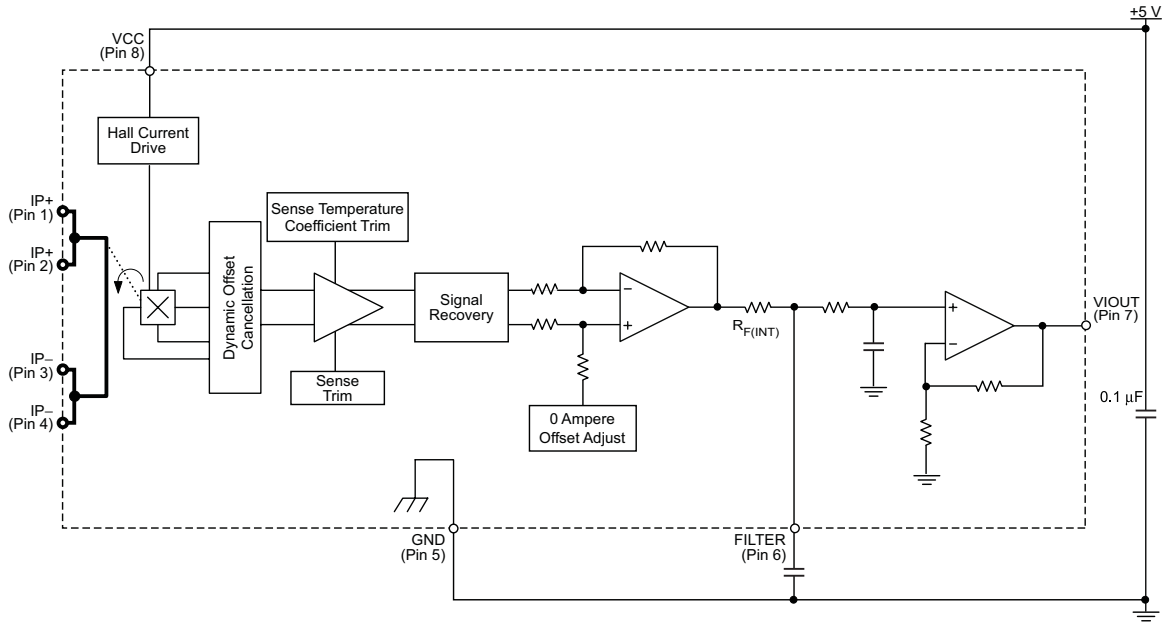 +5 V
VCC
(Pin 8)
Hall Current
Drive
IP+
(Pin 1)
IP+
(Pin 2)
IP−
(Pin 3)
IP−
(Pin 4)
Dynamic Offset
Cancellation
Sense Temperature
Coefficient Trim
Sense
Trim
Signal
Recovery
−
+
0 Ampere
Offset Adjust
RF(INT)
+
−
VIOUT
(Pin 7)
0.1 µF
GND
(Pin 5)
FILTER
(Pin 6)